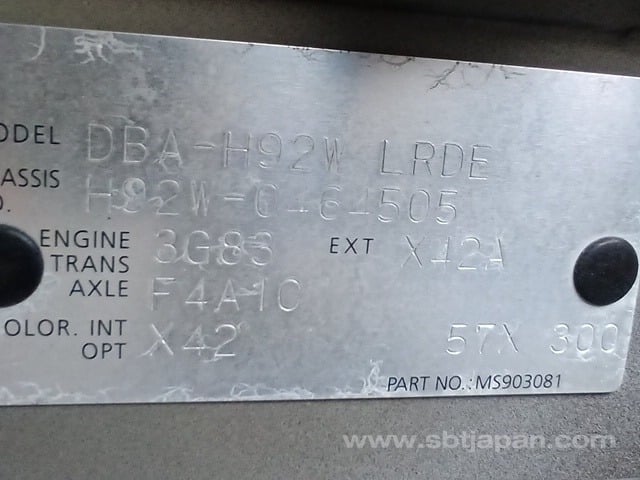 ODEL DBA-H92W LRDE
ASSIS
O. H92W-0464505
ENGINE 3G83 EXT X42A
TRANS
AXLE F4A1C
OLOR. INT X42 57X 300
OPT
PART NO.:MS903081
www.sbtjapan.com